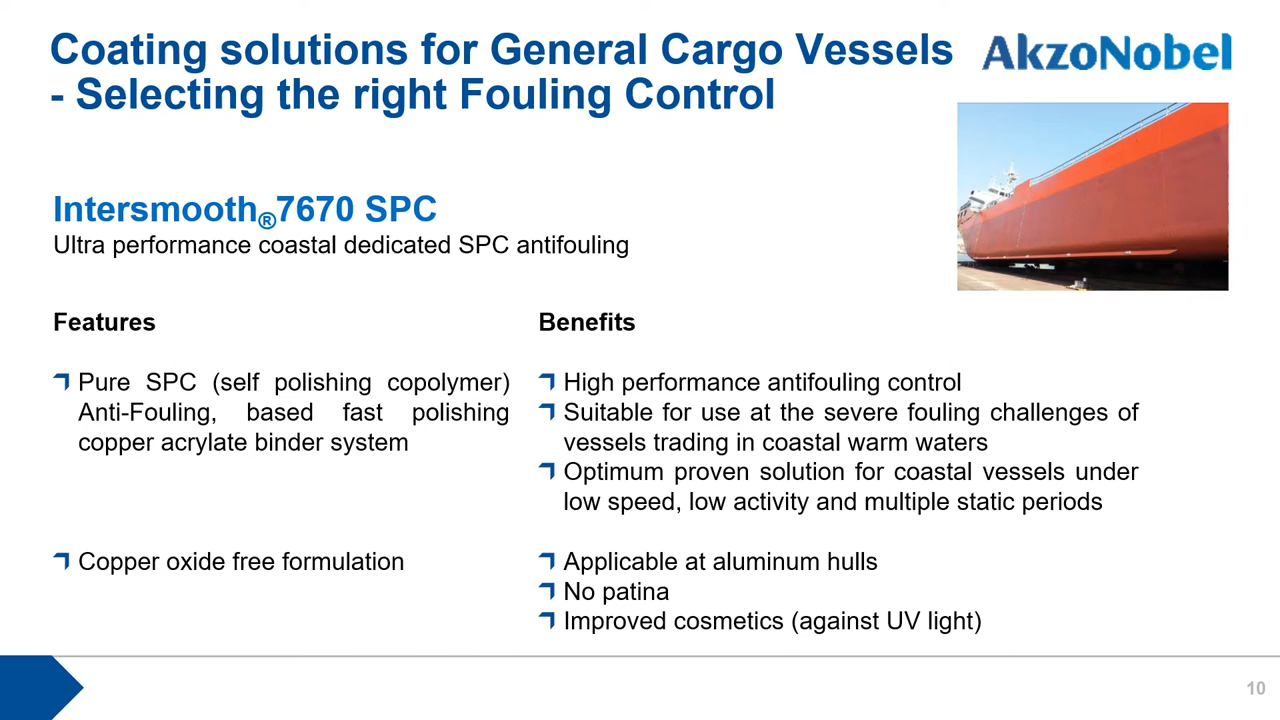 Coating solutions for General Cargo Vessels
- Selecting the right Fouling Control
AkzoNobel
Intersmooth®7670 SPC
Ultra performance coastal dedicated SPC antifouling
Features
Pure SPC (self polishing copolymer)
Anti-Fouling, based fast polishing
copper acrylate binder system
Copper oxide free formulation
Benefits
High performance antifouling control
Suitable for use at the severe fouling challenges of
vessels trading in coastal warm waters
Optimum proven solution for coastal vessels under
low speed, low activity and multiple static periods
Applicable at aluminum hulls
No patina
Improved cosmetics (against UV light)
10